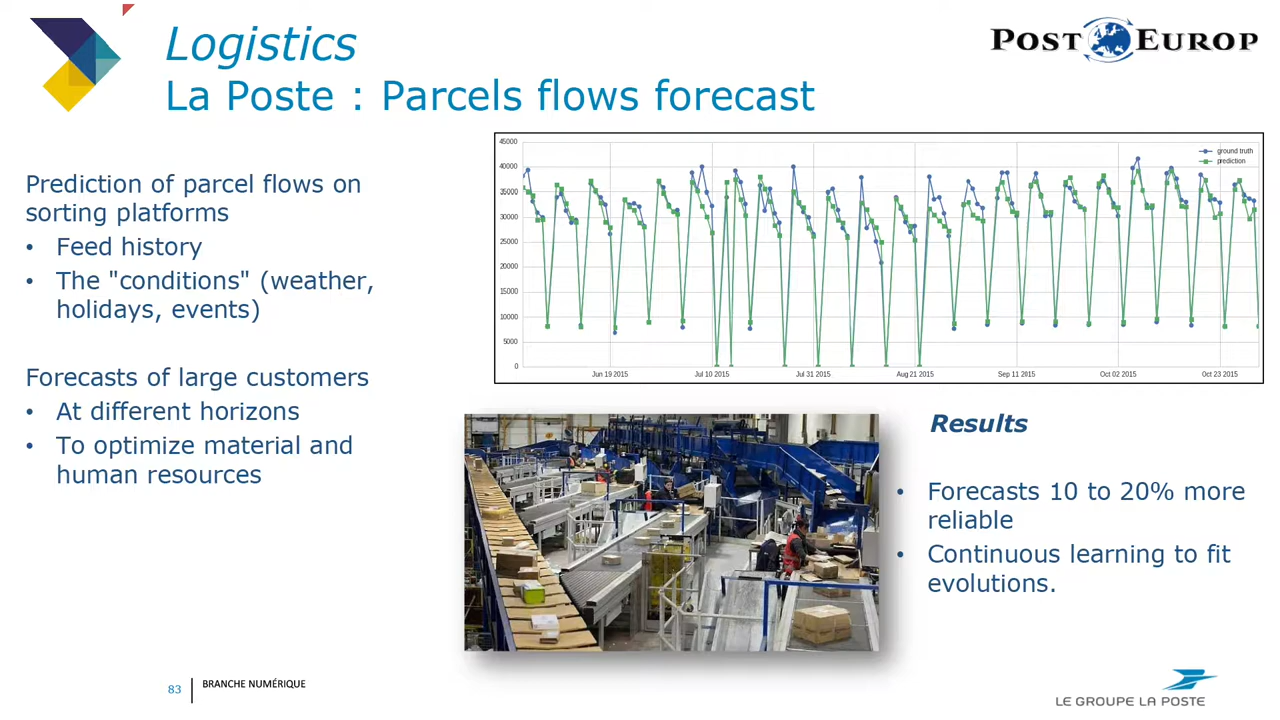 Logistics
La Poste : Parcels flows forecast
POST EUROP
Prediction of parcel flows on
sorting platforms
• Feed history
• The "conditions" (weather,
holidays, events)
Forecasts of large customers
• At different horizons
• To optimize material and
human resources
45000
40000
35000
30000
25000
20000
15000
10000
5000
0
ground truth
prediction
Jun 19 2015
Jul 10 2015
Jul 31 2015
Aug 21 2015
Sep 11 2015
Oct 02 2015
Oct 23 2015
Results
• Forecasts 10 to 20% more
reliable
• Continuous learning to fit
evolutions.
83
BRANCHE NUMÉRIQUE
LE GROUPE LA POSTE